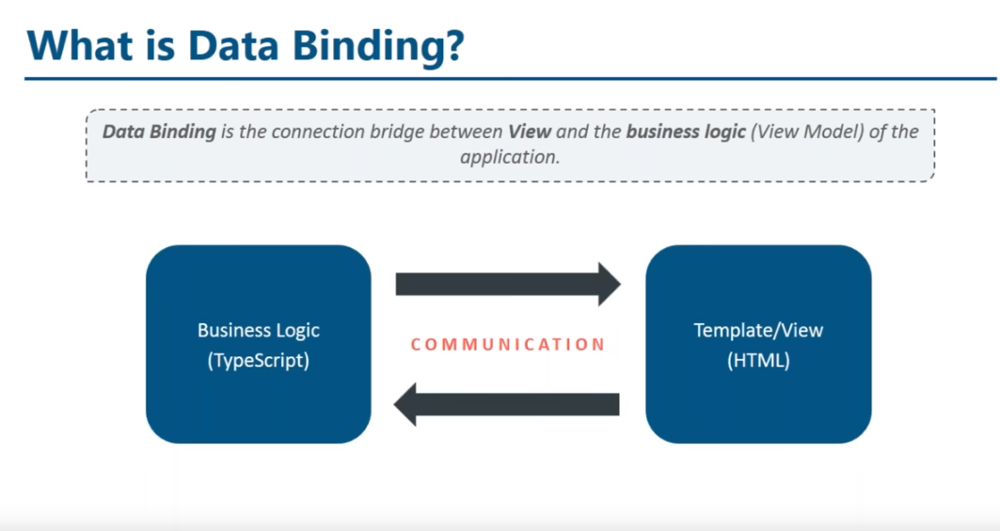 What is Data Binding?
Data Binding is the connection bridge between View and the business logic (View Model) of the
application.
Business Logic
(TypeScript)
COMMUNICATION
Template/View
(HTML)